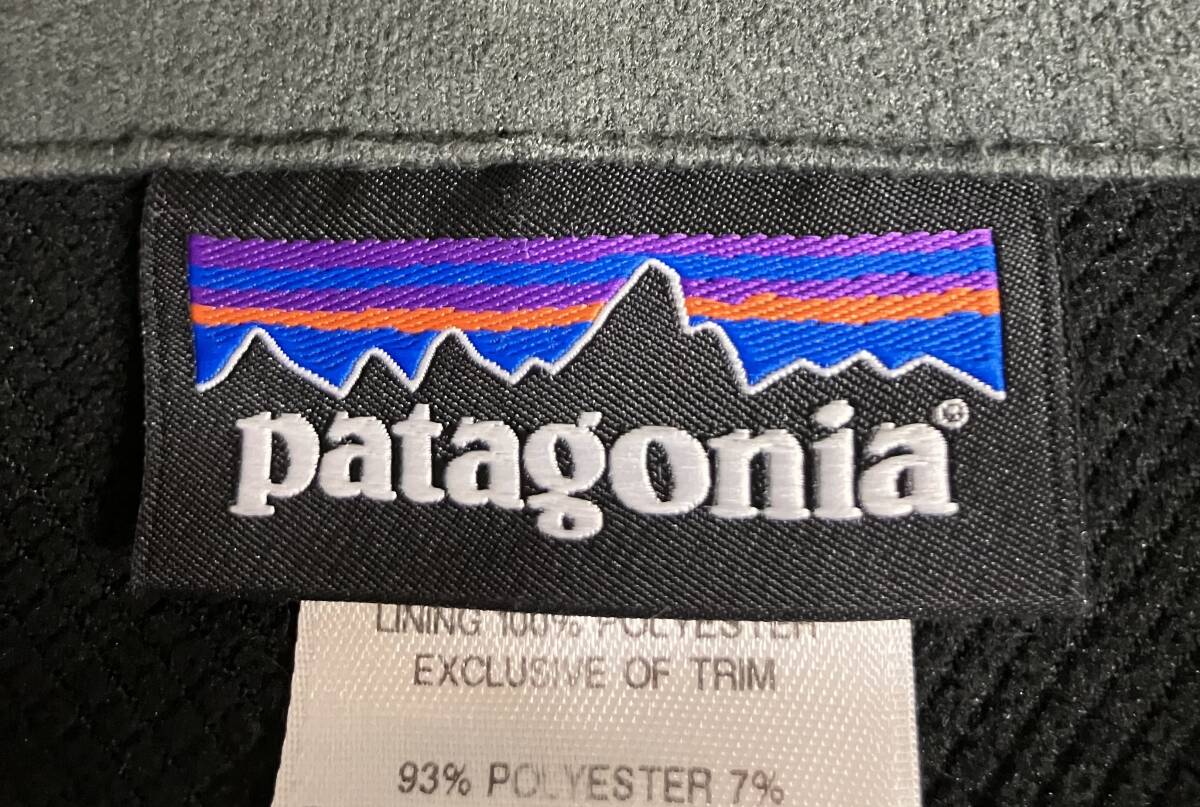 patagonia®
LINING 100% POLYESTER
EXCLUSIVE OF TRIM
93% POLYESTER 7%